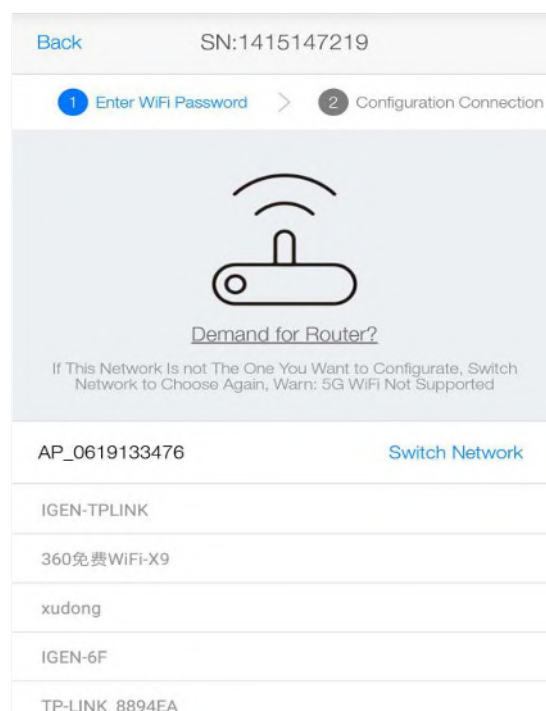 Back
SN:1415147219
1 Enter WiFi Password
2 Configuration Connection
Demand for Router?
If This Network Is not The One You Want to Configurate, Switch
Network to Choose Again, Warn: 5G WiFi Not Supported
AP_0619133476
Switch Network
IGEN-TPLINK
360免费WiFi-X9
xudong
IGEN-6F
TP-LINK_8894EA